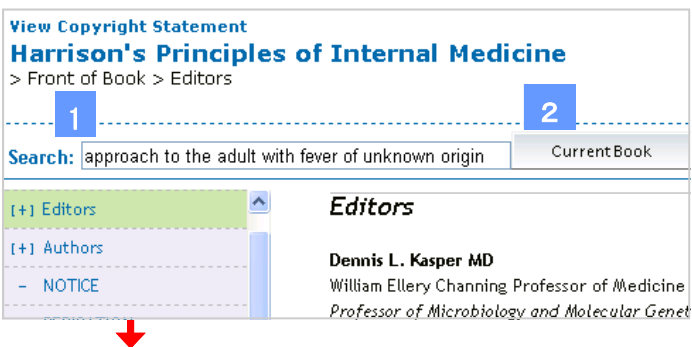 View Copyright Statement
Harrison's Principles of Internal Medicine
> Front of Book > Editors
1
2
Search: approach to the adult with fever of unknown origin CurrentBook
[+] Editors
Editors
[+] Authors
Dennis L. Kasper MD
– NOTICE
William Ellery Channing Professor of Medicine
Professor of Microbiology and Molecular Genet